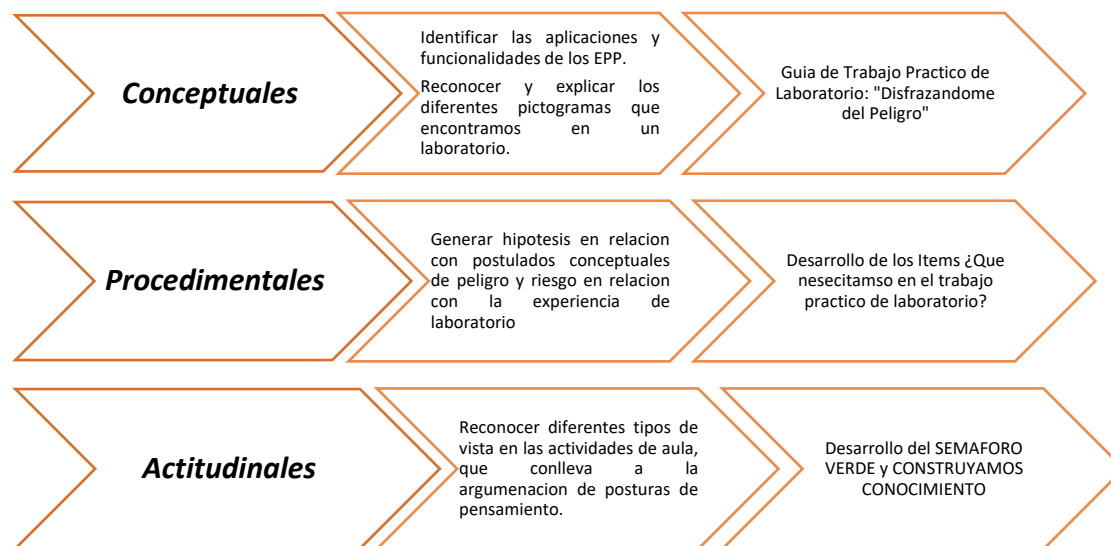 Conceptuales
Identificar las aplicaciones y
funcionalidades de los EPP.
Reconocer y explicar los
diferentes pictogramas que
encontramos en un
laboratorio.
Guia de Trabajo Practico de
Laboratorio: "Disfrazandome
del Peligro"
Procedimentales
Generar hipotesis en relacion
con postulados conceptuales
de peligro y riesgo en relacion
con la experiencia de
laboratorio
Desarrollo de los Items ¿Que
nesecitamso en el trabajo
practico de laboratorio?
Actitudinales
Reconocer diferentes tipos de
vista en las actividades de aula,
que conlleva a la
argumenacion de posturas de
pensamiento.
Desarrollo del SEMAFORO
VERDE y CONSTRUYAMOS
CONOCIMIENTO